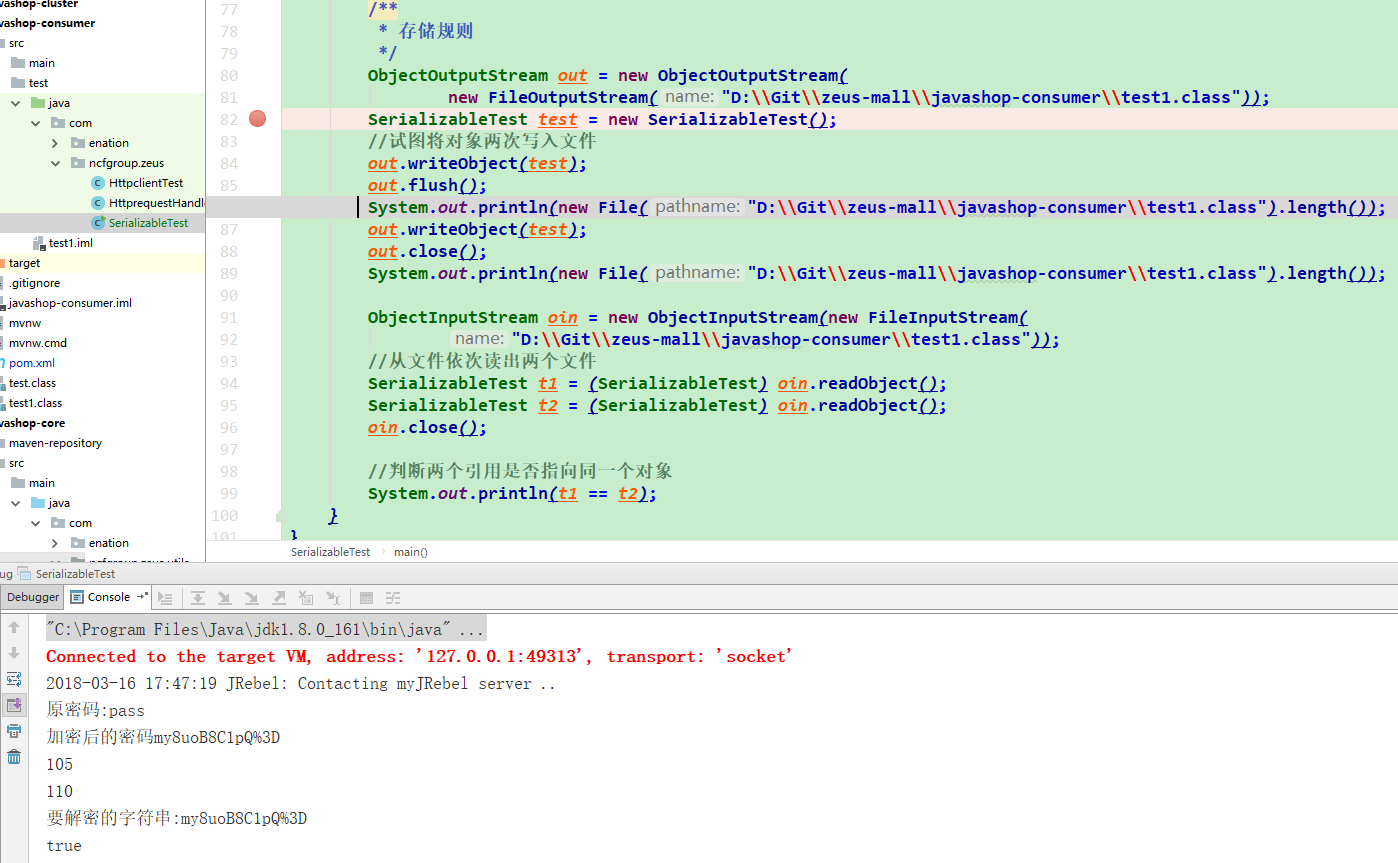 vashop-cluster
vashop-consumer
src
main
test
java
com
enation
ncfgroup.zeus
HttpclientTest
HttprequestHandl
SerializableTest
test1.iml
target
.gitignore
javashop-consumer.iml
mvnw
mvnw.cmd
pom.xml
test.class
test1.class
vashop-core
maven-repository
src
main
java
com
enation
77 /**
78 * 存储规则
79 */
80 ObjectOutputStream out = new ObjectOutputStream(
81 new FileOutputStream( name: "D:\\Git\\zeus-mall\\javashop-consumer\\test1.class"));
82 SerializableTest test = new SerializableTest();
83 //试图将对象两次写入文件
84 out.writeObject(test);
85 out.flush();
System.out.println(new File( pathname: "D:\\Git\\zeus-mall\\javashop-consumer\\test1.class").length());
87 out.writeObject(test);
88 out.close();
89 System.out.println(new File( pathname: "D:\\Git\\zeus-mall\\javashop-consumer\\test1.class").length());
90
91 ObjectInputStream oin = new ObjectInputStream(new FileInputStream(
92 name: "D:\\Git\\zeus-mall\\javashop-consumer\\test1.class"));
93 //从文件依次读出两个文件
94 SerializableTest t1 = (SerializableTest) oin.readObject();
95 SerializableTest t2 = (SerializableTest) oin.readObject();
96 oin.close();
97
98 //判断两个引用是否指向同一个对象
99 System.out.println(t1 == t2);
100 }
101 }
SerializableTest › main()
ug SerializableTest
Debugger Console
"C:\Program Files\Java\jdk1.8.0_161\bin\java" ...
Connected to the target VM, address: '127.0.0.1:49313', transport: 'socket'
2018-03-16 17:47:19 JRebel: Contacting myJRebel server ..
原密码:pass
加密后的密码my8uoB8C1pQ%3D
105
110
要解密的字符串:my8uoB8C1pQ%3D
true